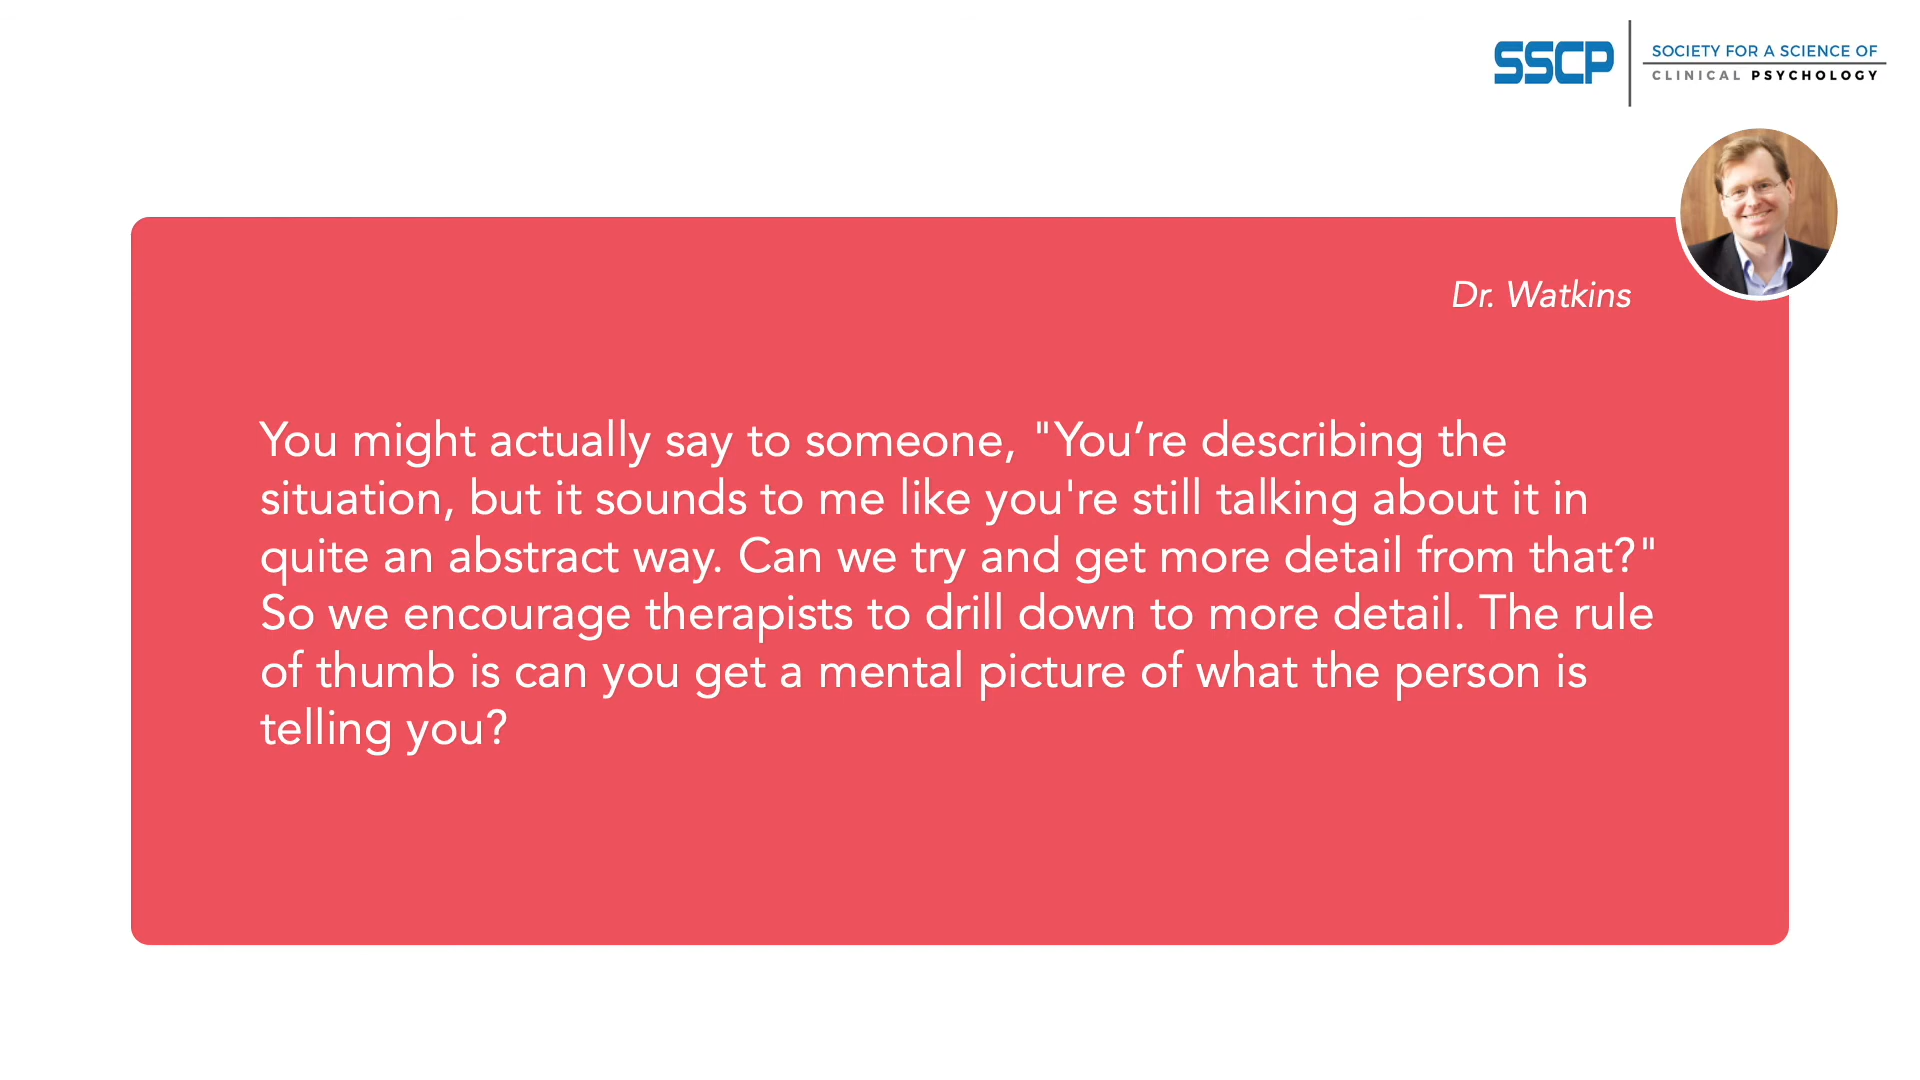 SSCP
SOCIETY FOR A SCIENCE OF
CLINICAL PSYCHOLOGY
Dr. Watkins
You might actually say to someone, "You’re describing the
situation, but it sounds to me like you're still talking about it in
quite an abstract way. Can we try and get more detail from that?"
So we encourage therapists to drill down to more detail. The rule
of thumb is can you get a mental picture of what the person is
telling you?